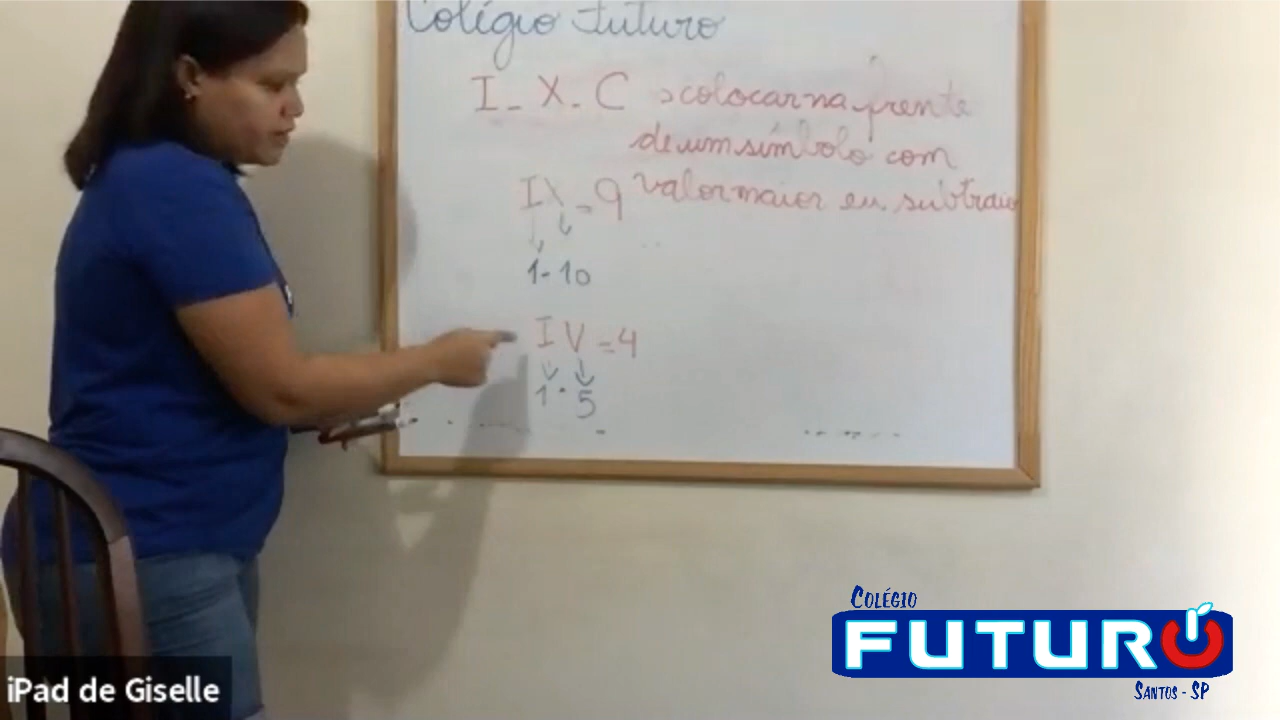 Colégio Futuro
I - X - C → colocar na frente
de um símbolo com
IX = 9 valor maior eu subtraio
1 - 10
IV = 4
1 - 5
iPad de Giselle
COLÉGIO
FUTURO
SANTOS - SP